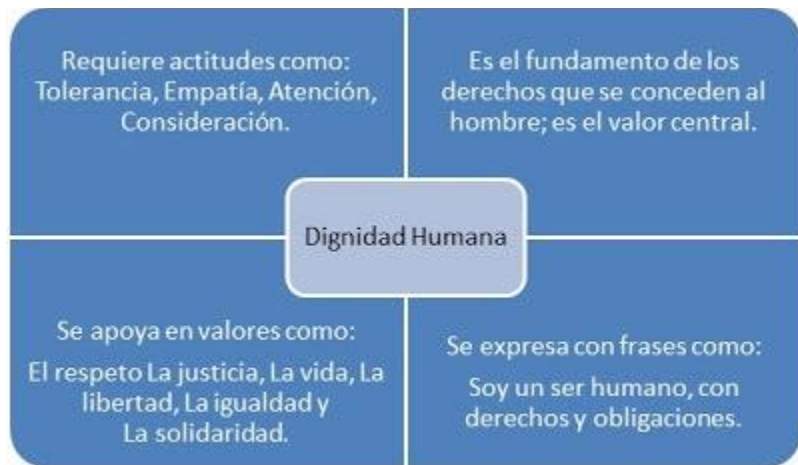 Requiere actitudes como:
Tolerancia, Empatía, Atención,
Consideración.
Es el fundamento de los
derechos que se conceden al
hombre; es el valor central.
Dignidad Humana
Se apoya en valores como:
El respeto La justicia, La vida, La
libertad, La igualdad y
La solidaridad.
Se expresa con frases como:
Soy un ser humano, con
derechos y obligaciones.